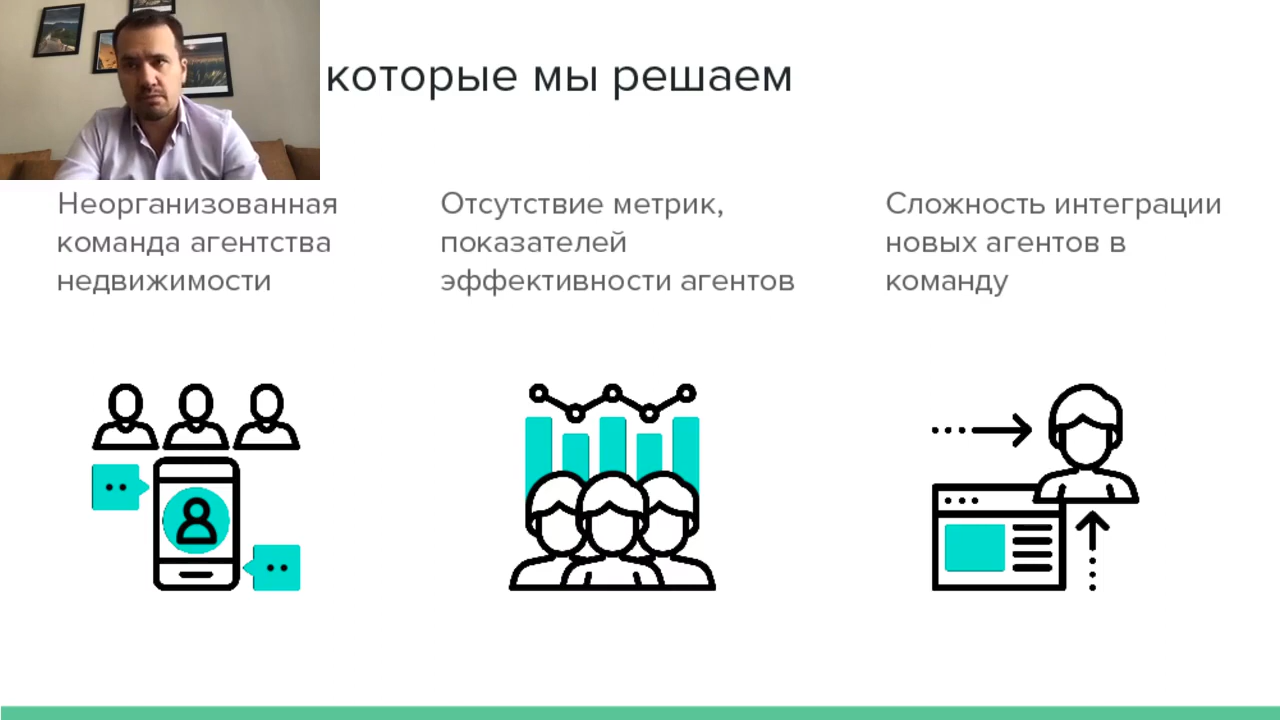 которые мы решаем
Неорганизованная
команда агентства
недвижимости
Отсутствие метрик,
показателей
эффективности агентов
Сложность интеграции
новых агентов в
команду